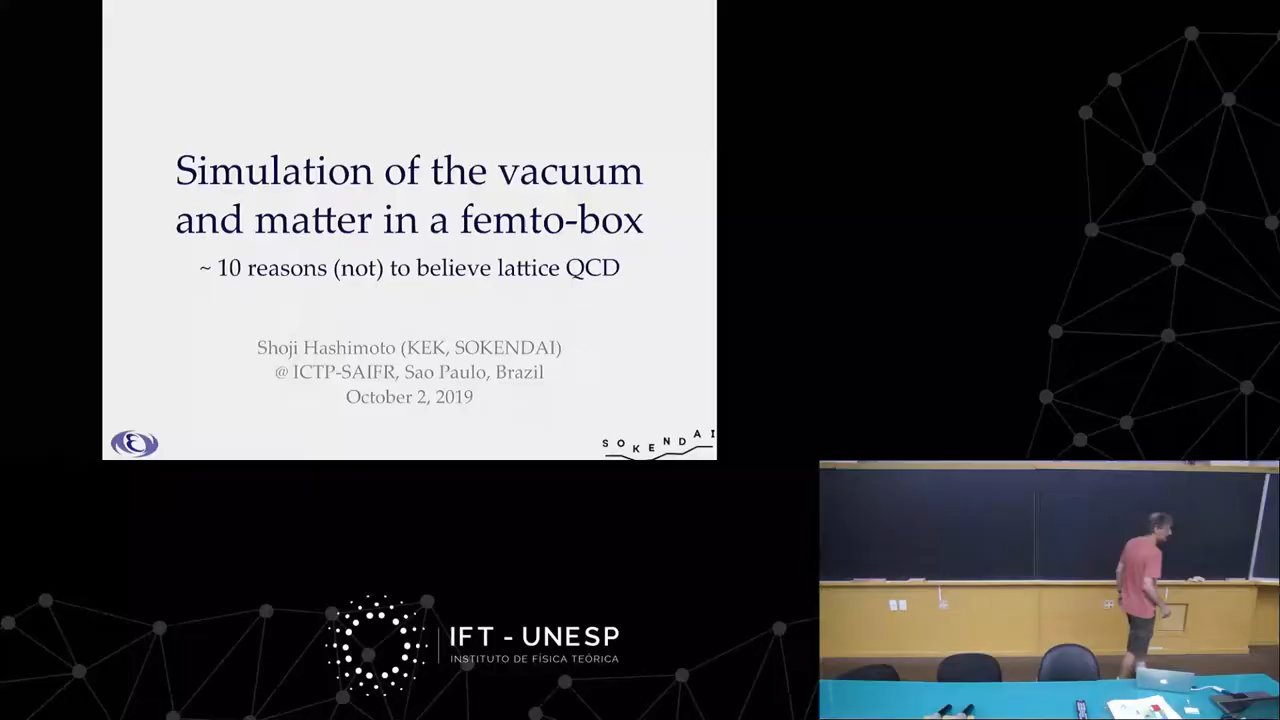 Simulation of the vacuum
and matter in a femto-box
~ 10 reasons (not) to believe lattice QCD
Shoji Hashimoto (KEK, SOKENDAI)
@ ICTP-SAIFR, Sao Paulo, Brazil
October 2, 2019
SOKENDAI
IFT - UNESP
INSTITUTO DE FÍSICA TEÓRICA